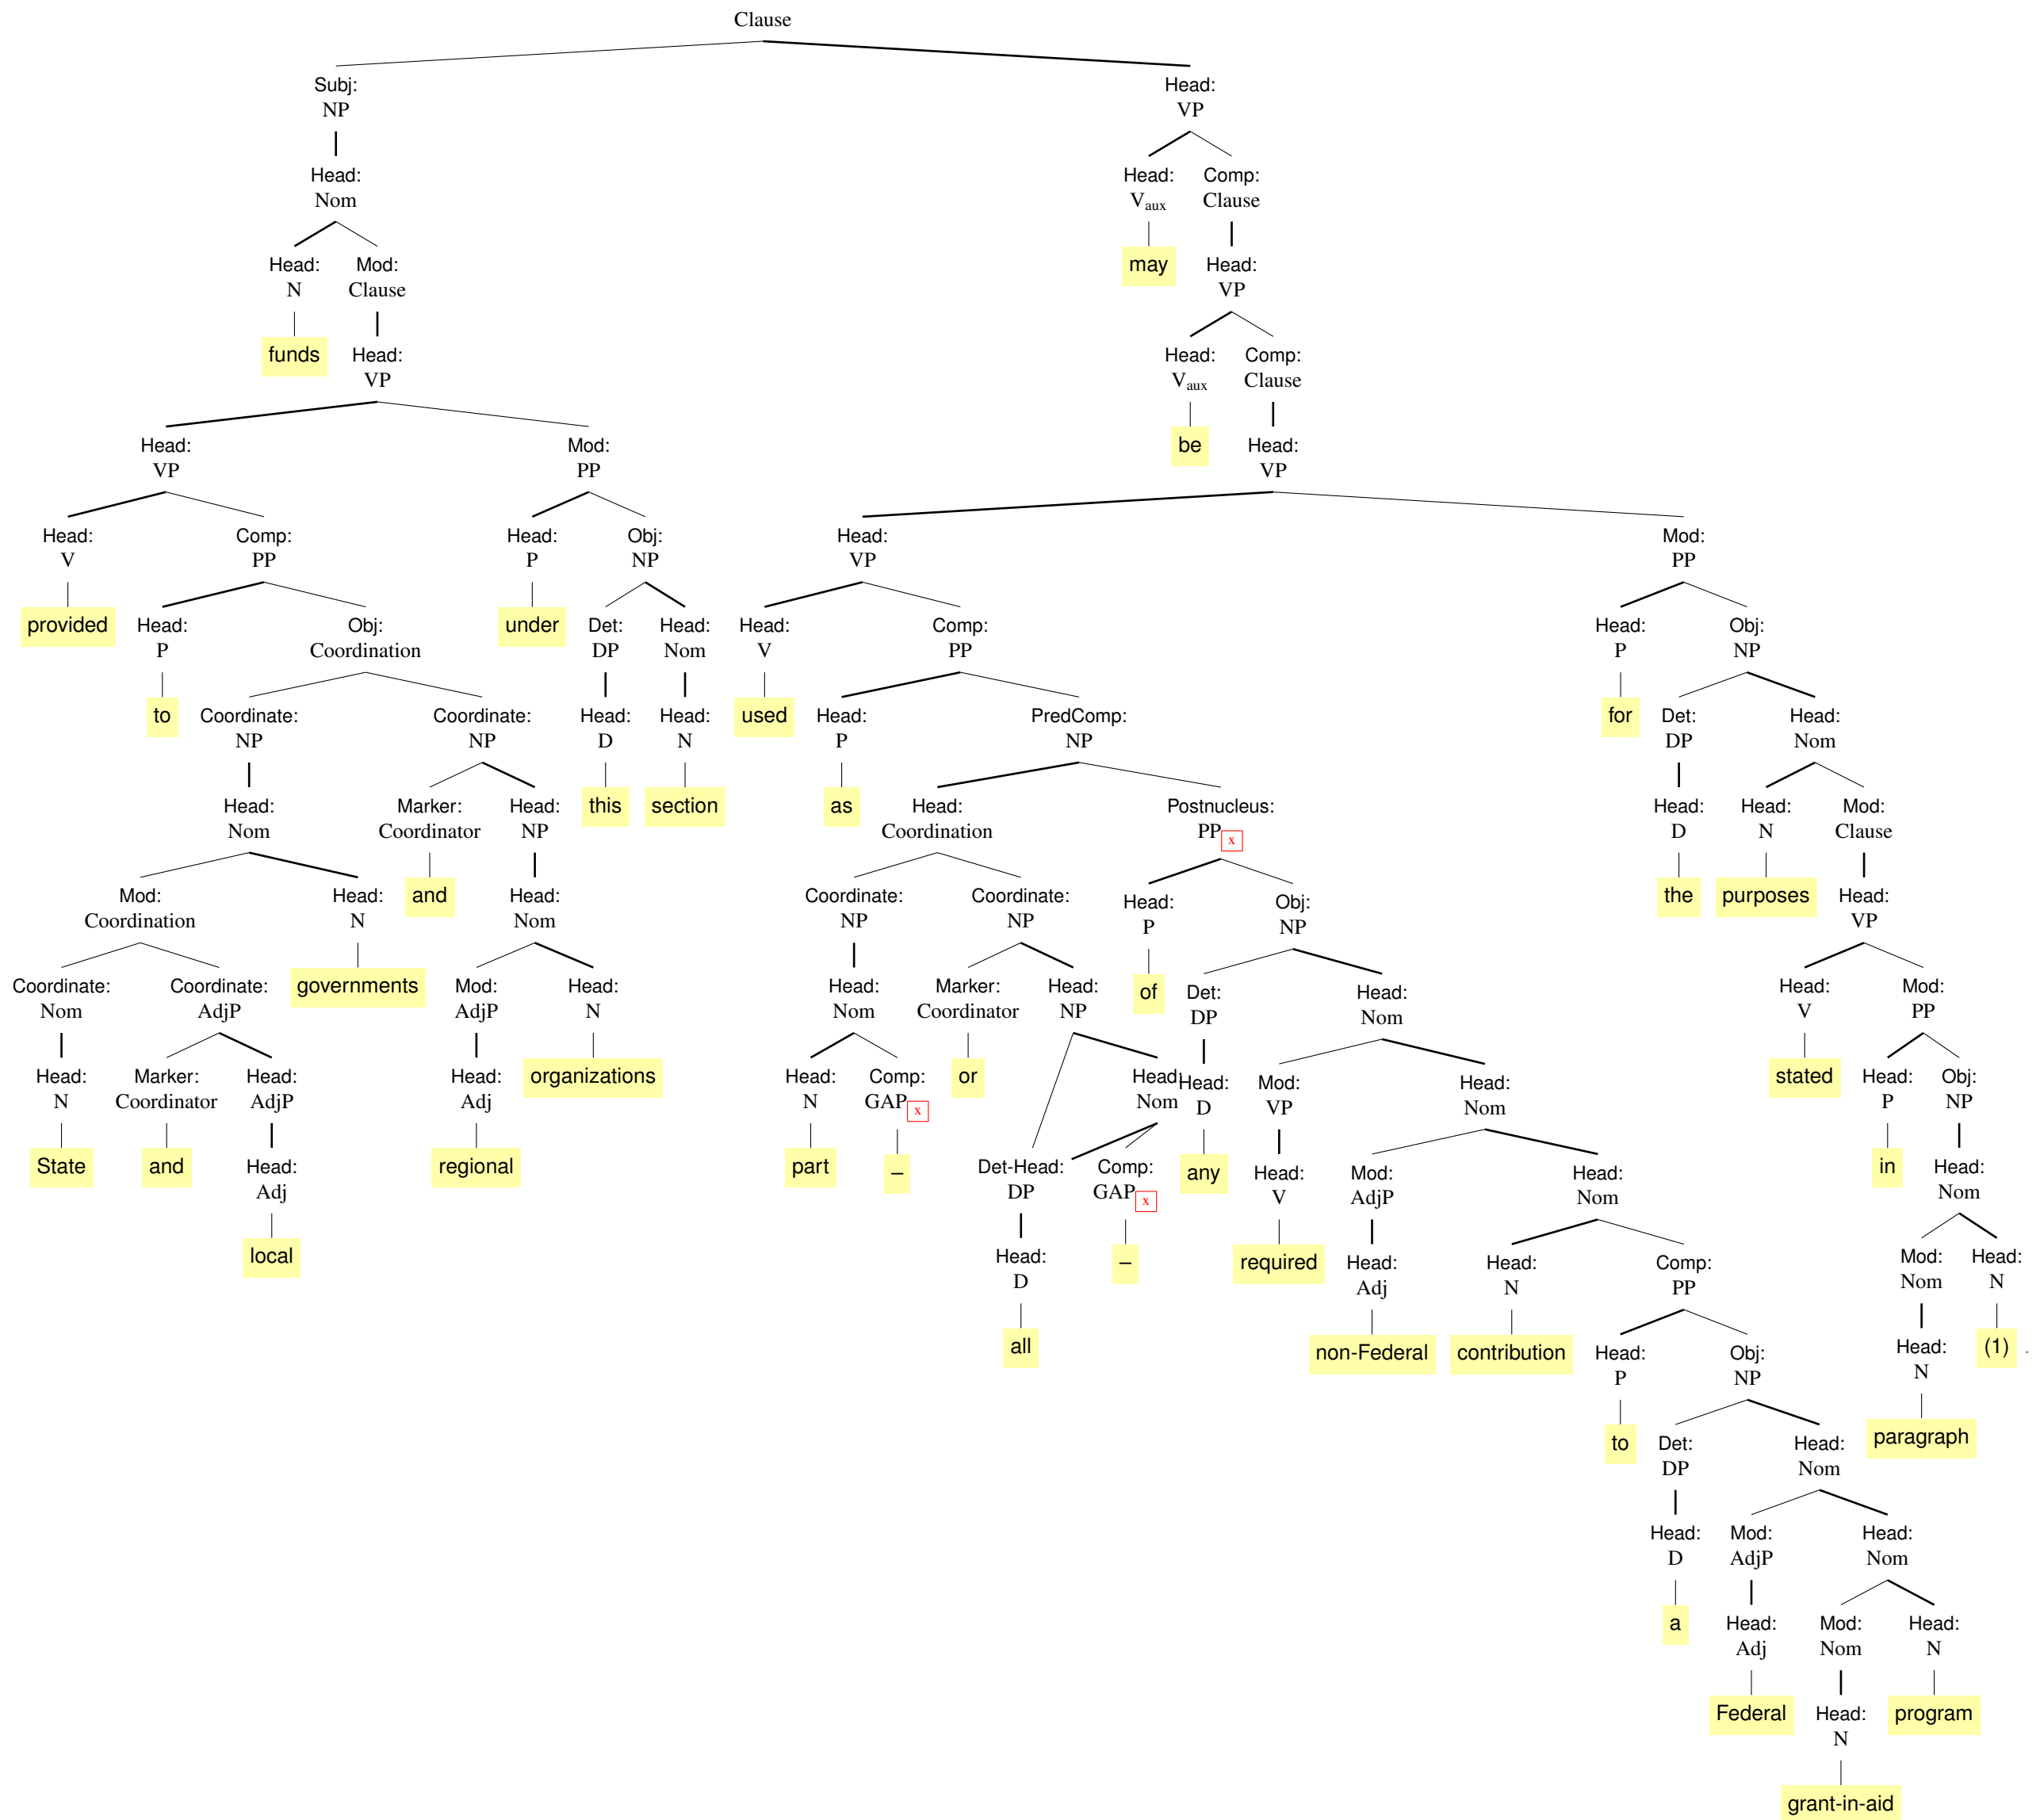 Clause
Subj: Head:
NP VP
Head: Head: Comp:
Nom V_aux Clause
Head: Mod: may Head:
N Clause VP
funds Head: Head: Comp:
VP V_aux Clause
Head: Mod: be Head:
VP PP VP
Head: Comp: Head: Obj: Head: Mod:
V PP P NP VP PP
provided Head: Obj: under Det: Head: Head: Comp: Head: Obj:
P Coordination DP Nom V PP P NP
to Coordinate: Coordinate: Head: Head: used Head: PredComp: for Det: Head:
NP NP D N P NP DP Nom
Head: Marker: Head: this section as Head: Postnucleus: Head: Head: Mod:
Nom Coordinator NP Coordination PP x D N Clause
Mod: Head: and Head: Coordinate: Coordinate: Head: Obj: the purposes Head:
Coordination N Nom NP NP P NP VP
Coordinate: Coordinate: governments Mod: Head: Head: Marker: Head: of Det: Head: Head: Mod:
Nom AdjP AdjP N Nom Coordinator NP DP Nom V PP
Head: Marker: Head: Head: organizations Head: Comp: or Head: Head: Mod: Head: stated Head: Obj:
N Coordinator AdjP Adj N GAP x Nom D VP Nom P NP
State and Head: regional part – Det-Head: Comp: any Head: Mod: Head: in Head:
Adj DP GAP x V AdjP Nom Nom
local Head: – required Head: Head: Comp: Mod: Head:
D Adj N PP Nom N
all non-Federal contribution Head: Obj: Head: (1) .
P NP N
to Det: Head: paragraph
DP Nom
Head: Mod: Head:
D AdjP Nom
a Head: Mod: Head:
Adj Nom N
Federal Head: program
N
grant-in-aid